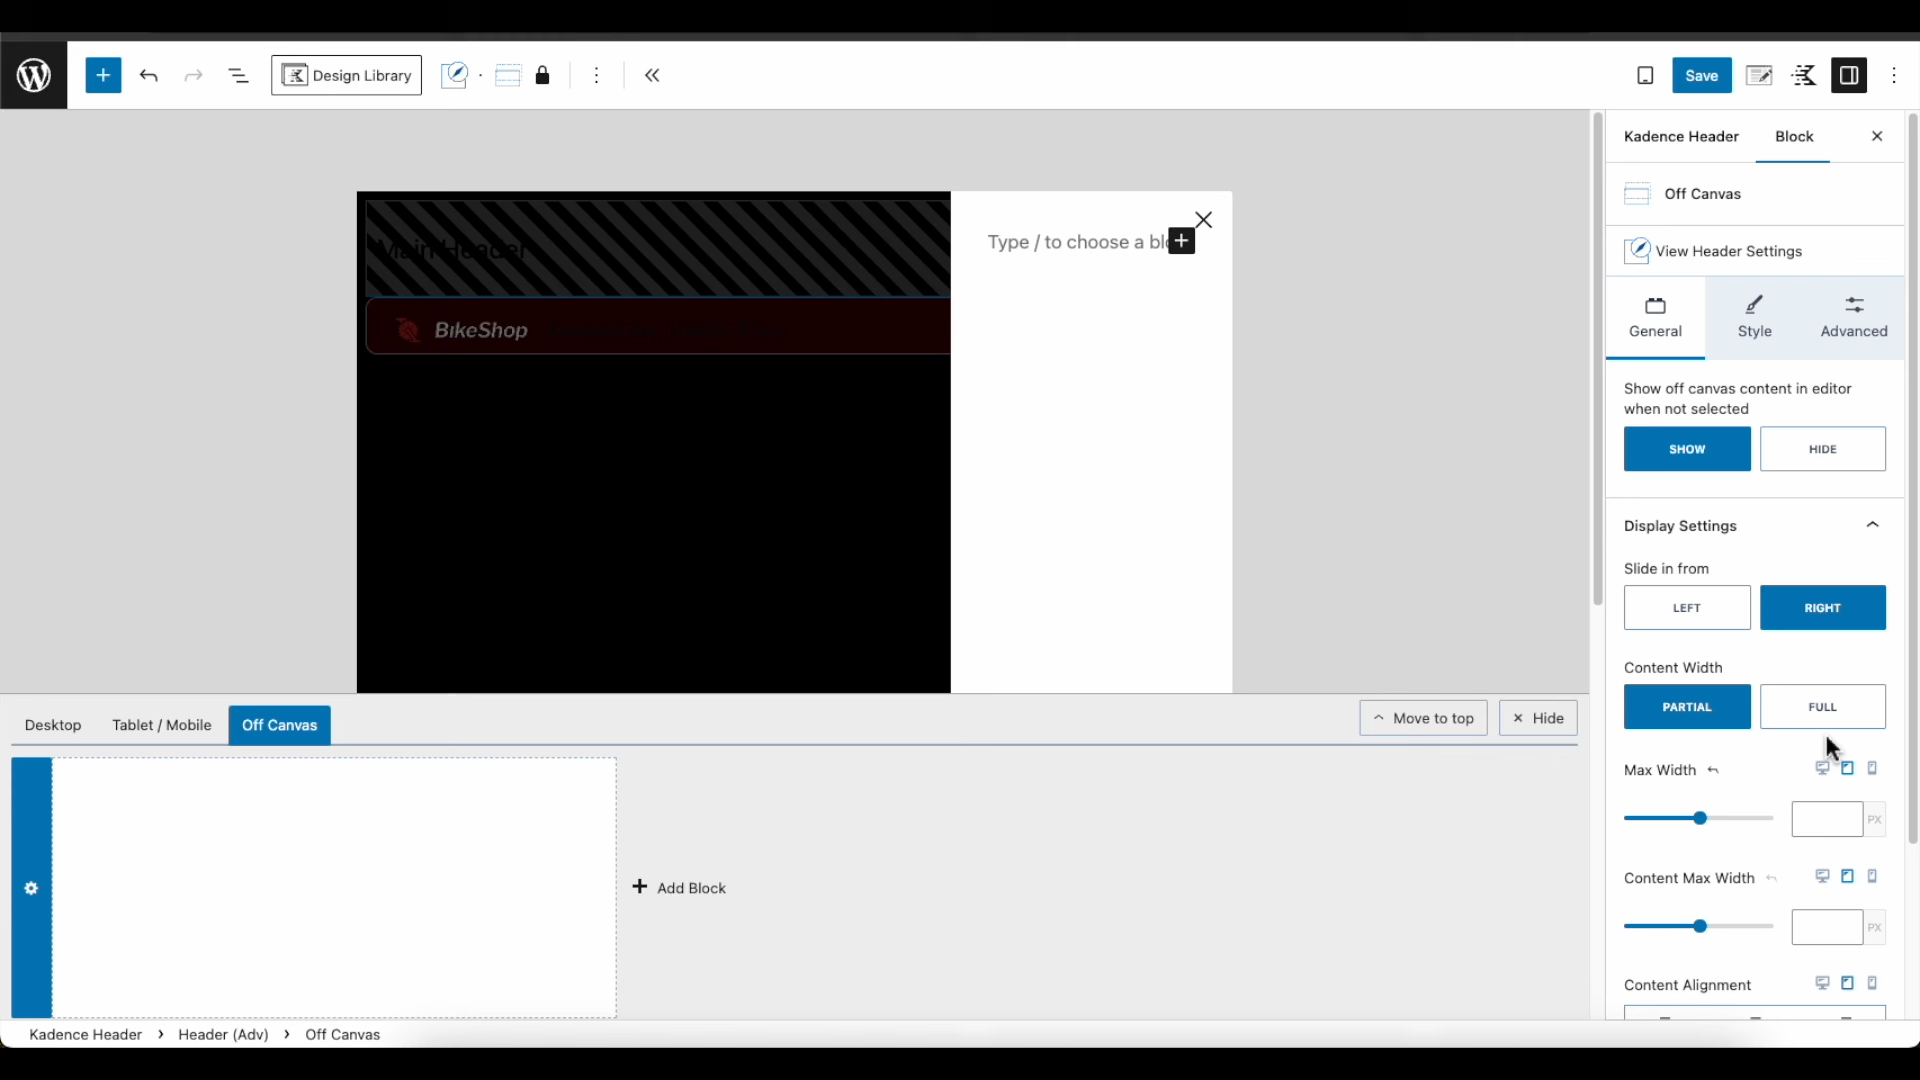 Design Library
Save
Kadence Header
Block
Off Canvas
View Header Settings
General
Style
Advanced
Show off canvas content in editor
when not selected
SHOW
HIDE
Display Settings
Slide in from
LEFT
RIGHT
Content Width
PARTIAL
FULL
Max Width
PX
Content Max Width
PX
Content Alignment
Main Header
Type / to choose a bl
BikeShop
Desktop
Tablet / Mobile
Off Canvas
Move to top
Hide
Add Block
Kadence Header > Header (Adv) > Off Canvas